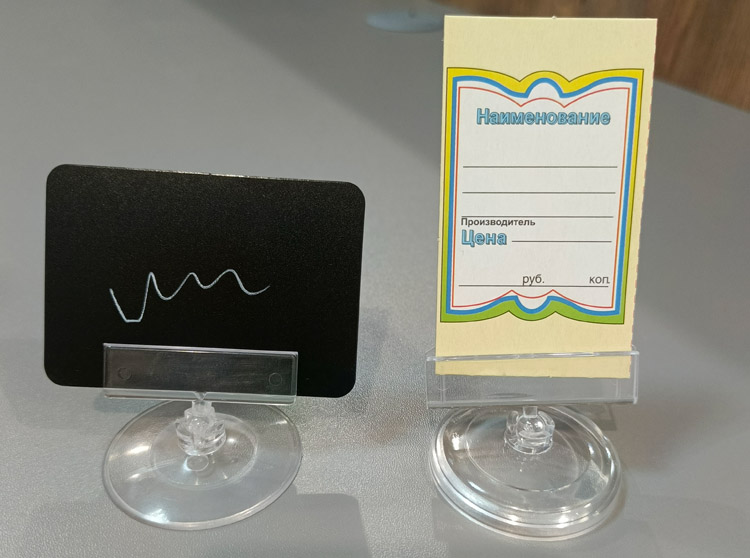 Наименование
Производитель
Цена
руб. коп.